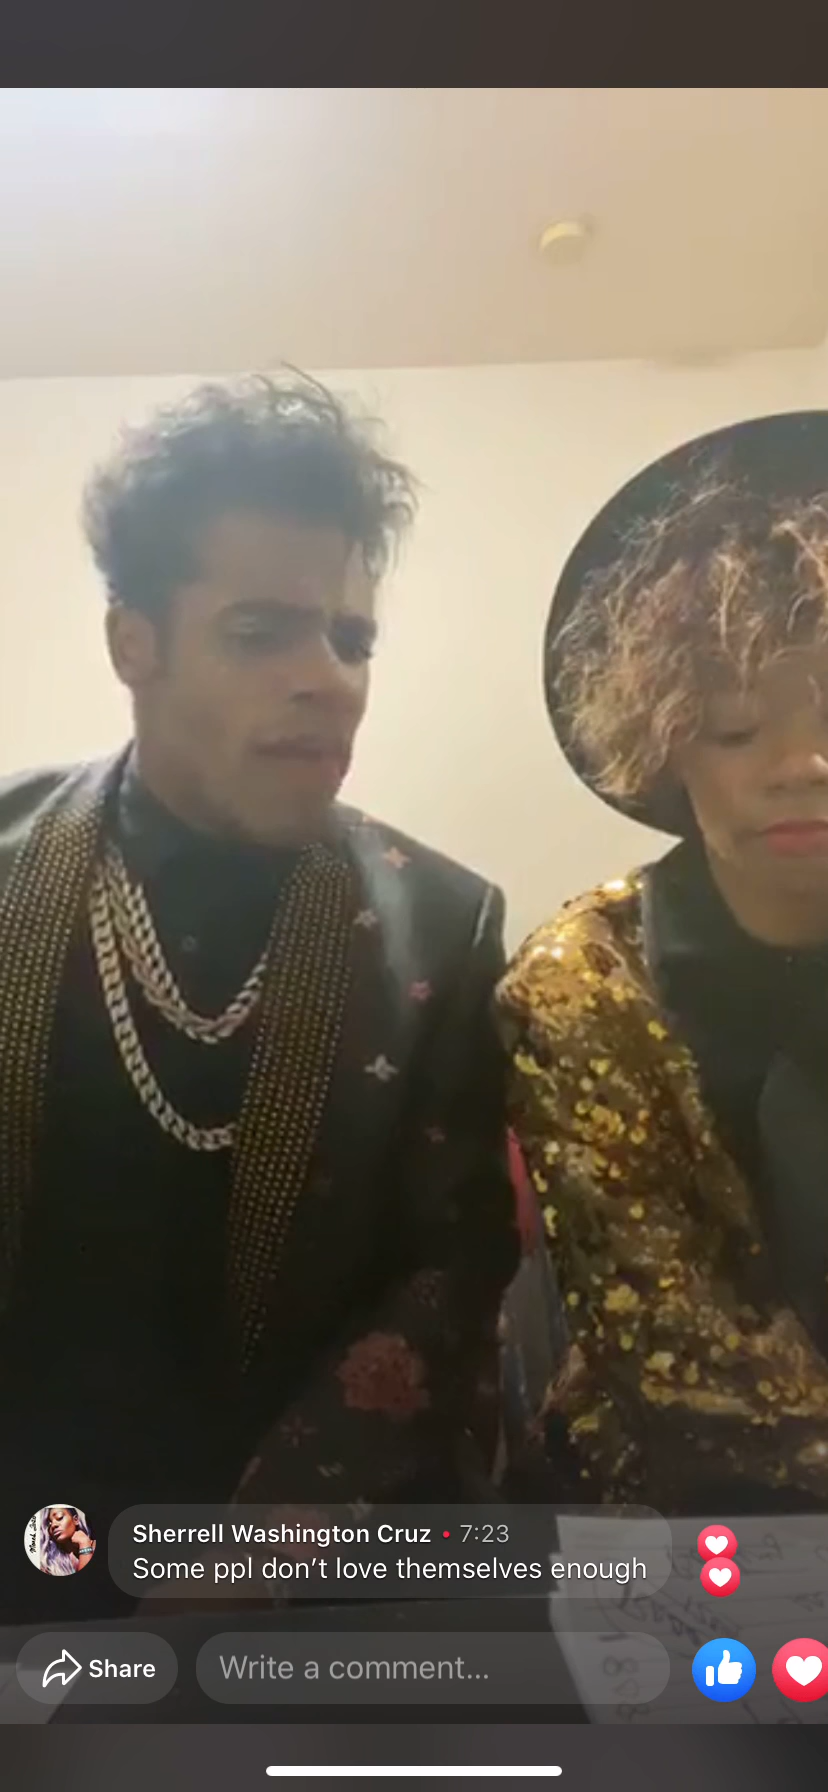 Sherrell Washington Cruz • 7:23
Some ppl don’t love themselves enough
Share
Write a comment...